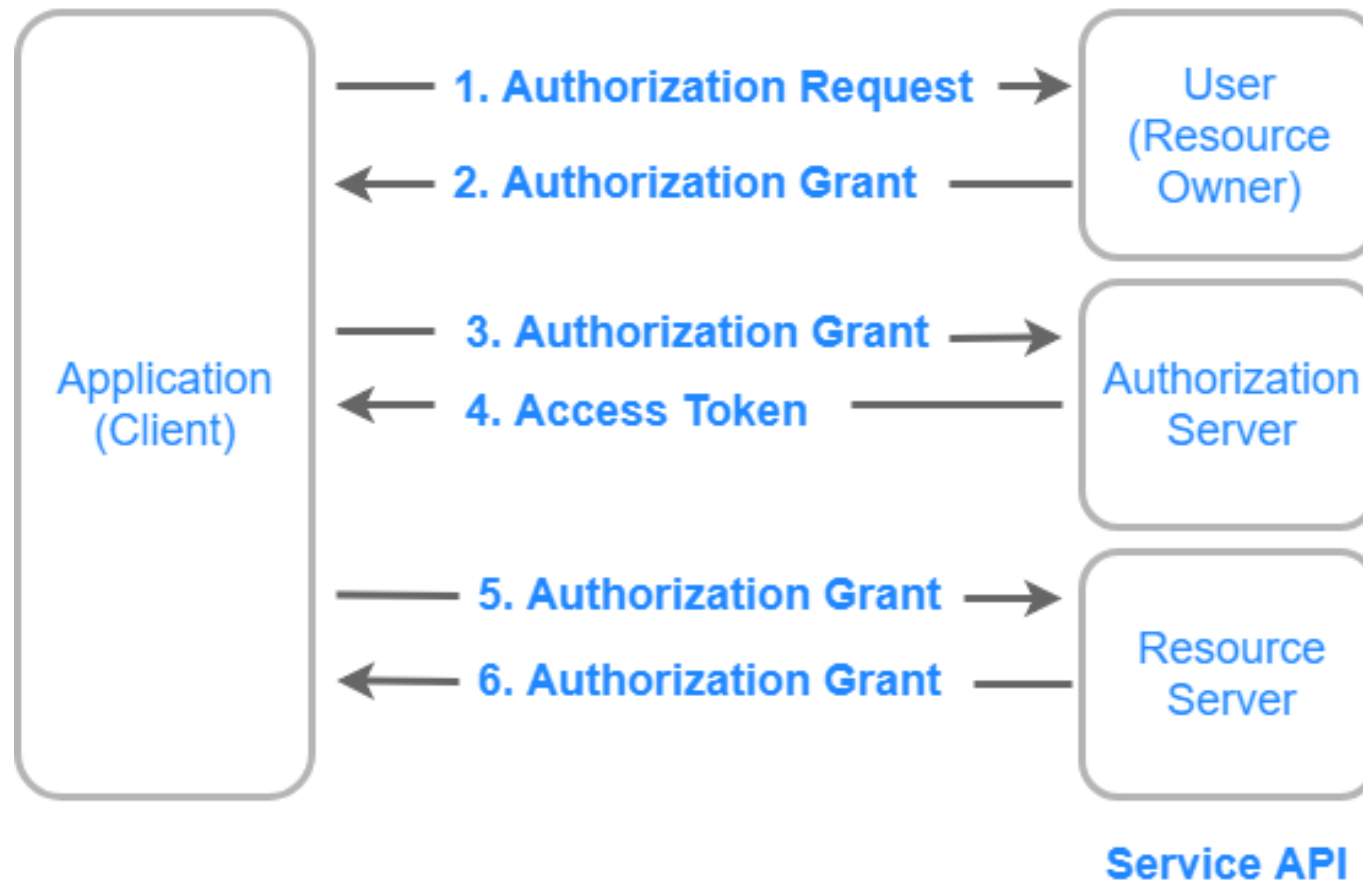 1. Authorization Request
User
(Resource
Owner)
2. Authorization Grant
3. Authorization Grant
Application
(Client)
Authorization
Server
4. Access Token
5. Authorization Grant
Resource
Server
6. Authorization Grant
Service API